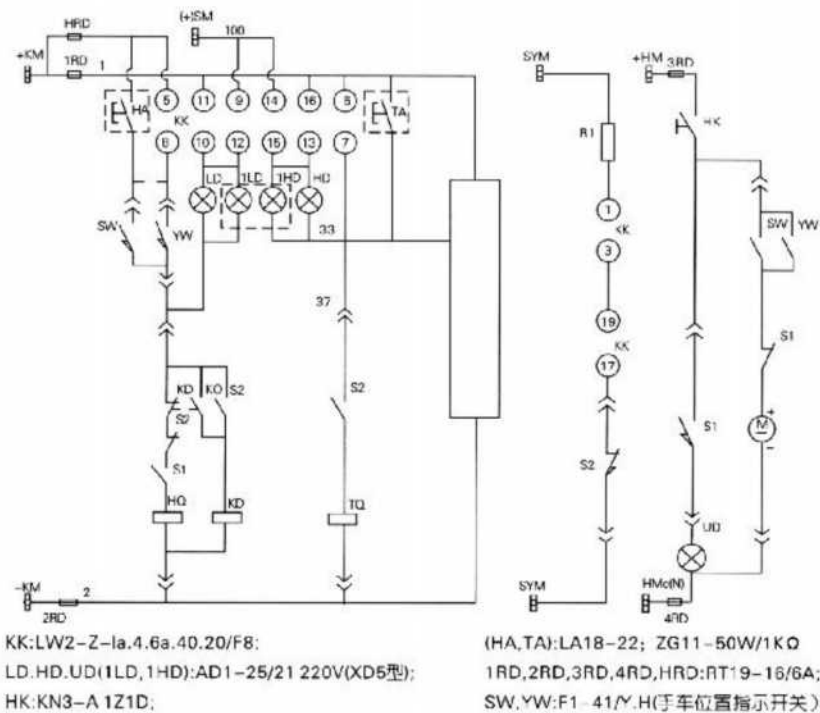 HRD
(+)SM
100
+KM
1RD
1
HA
5
11
9
14
16
6
KK
TA
8
10
12
15
13
7
LD
1LD
1HD
HD
33
SW
YW
37
KD
KO
S2
S2
S1
HQ
KD
S2
TQ
-KM
2
2RD
SYM
R1
1
KK
3
19
KK
17
S2
SYM
+HM
3RD
HK
SW
YW
S1
S1
M
+
-
UD
HMc(N)
4RD
KK:LW2-Z-la.4.6a.40.20/F8;
LD.HD.UD(1LD,1HD):AD1-25/21 220V(XD5型);
HK:KN3-A 1Z1D;
(HA,TA):LA18-22; ZG11-50W/1KΩ
1RD,2RD,3RD,4RD,HRD:RT19-16/6A;
SW,YW:F1-41/Y.H(手车位置指示开关)